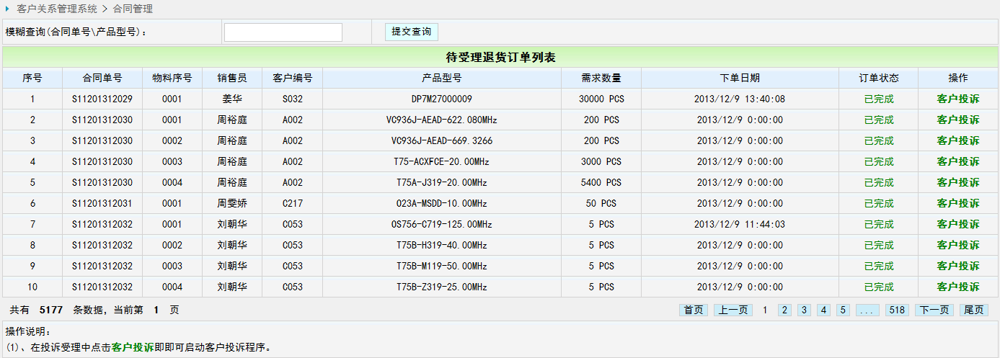 客户关系管理系统 > 合同管理
模糊查询(合同单号\产品型号): 提交查询
待受理退货订单列表
序号 合同单号 物料序号 销售员 客户编号 产品型号 需求数量 下单日期 订单状态 操作
1 S11201312029 0001 姜华 S032 DP7M27000009 30000 PCS 2013/12/9 13:40:08 已完成 客户投诉
2 S11201312030 0001 周裕庭 A002 VC936J-AEAD-622.080MHz 200 PCS 2013/12/9 0:00:00 已完成 客户投诉
3 S11201312030 0002 周裕庭 A002 VC936J-AEAD-669.3266 200 PCS 2013/12/9 0:00:00 已完成 客户投诉
4 S11201312030 0003 周裕庭 A002 T75-ACXFCE-20.00MHz 3000 PCS 2013/12/9 0:00:00 已完成 客户投诉
5 S11201312030 0004 周裕庭 A002 T75A-J319-20.00MHz 5400 PCS 2013/12/9 0:00:00 已完成 客户投诉
6 S11201312031 0001 周雯娇 C217 O23A-MSDD-10.00MHz 50 PCS 2013/12/9 0:00:00 已完成 客户投诉
7 S11201312032 0001 刘朝华 C053 OS756-C719-125.00MHz 5 PCS 2013/12/9 11:44:03 已完成 客户投诉
8 S11201312032 0002 刘朝华 C053 T75B-H319-40.00MHz 5 PCS 2013/12/9 0:00:00 已完成 客户投诉
9 S11201312032 0003 刘朝华 C053 T75B-M119-50.00MHz 5 PCS 2013/12/9 0:00:00 已完成 客户投诉
10 S11201312032 0004 刘朝华 C053 T75B-Z319-25.00MHz 5 PCS 2013/12/9 0:00:00 已完成 客户投诉
共有 5177 条数据, 当前第 1 页 首页 上一页 1 2 3 4 5 ... 518 下一页 尾页
操作说明:
(1)、在投诉受理中点击客户投诉即即可启动客户投诉程序。